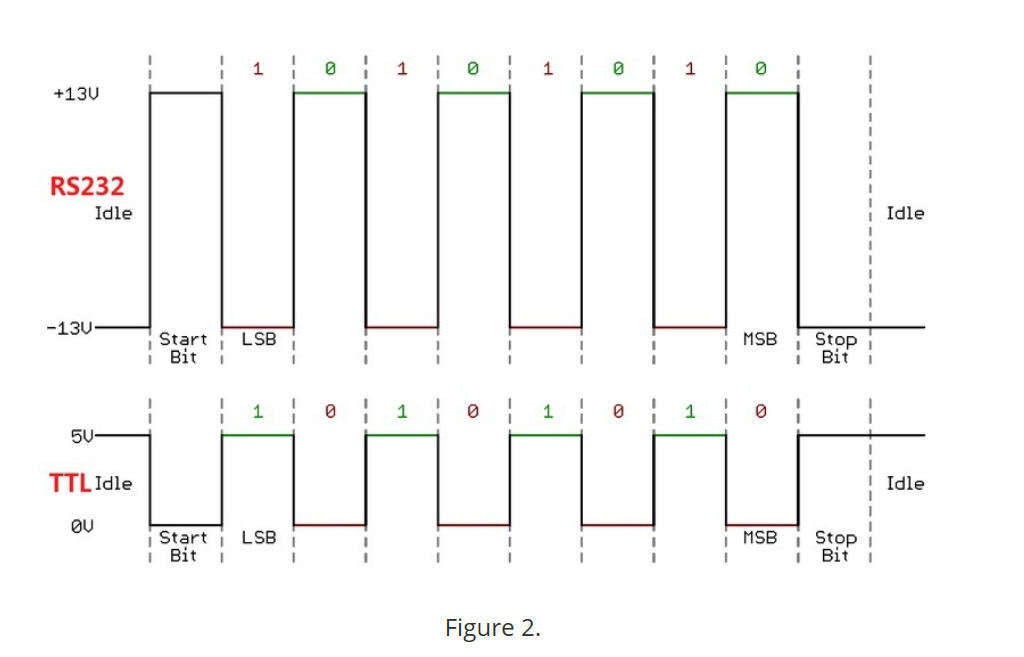 1 0 1 0 1 0 1 0
+13V
RS232
Idle Idle
-13V
Start LSB MSB Stop
Bit Bit
1 0 1 0 1 0 1 0
5V
TTL Idle Idle
0V
Start LSB MSB Stop
Bit Bit
Figure 2.